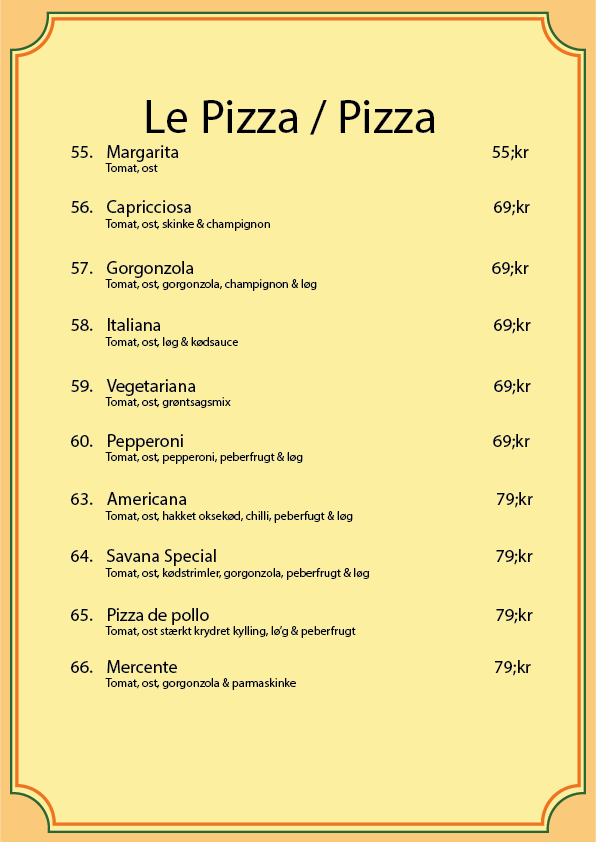 Le Pizza / Pizza
55. Margarita 55;kr
Tomat, ost
56. Capricciosa 69;kr
Tomat, ost, skinke & champignon
57. Gorgonzola 69;kr
Tomat, ost, gorgonzola, champignon & løg
58. Italiana 69;kr
Tomat, ost, løg & kødsauce
59. Vegetariana 69;kr
Tomat, ost, grøntsagsmix
60. Pepperoni 69;kr
Tomat, ost, pepperoni, peberfrugt & løg
63. Americana 79;kr
Tomat, ost, hakket oksekød, chilli, peberfugt & løg
64. Savana Special 79;kr
Tomat, ost, kødstrimler, gorgonzola, peberfrugt & løg
65. Pizza de pollo 79;kr
Tomat, ost stærkt krydret kylling, lø'g & peberfrugt
66. Mercente 79;kr
Tomat, ost, gorgonzola & parmaskinke